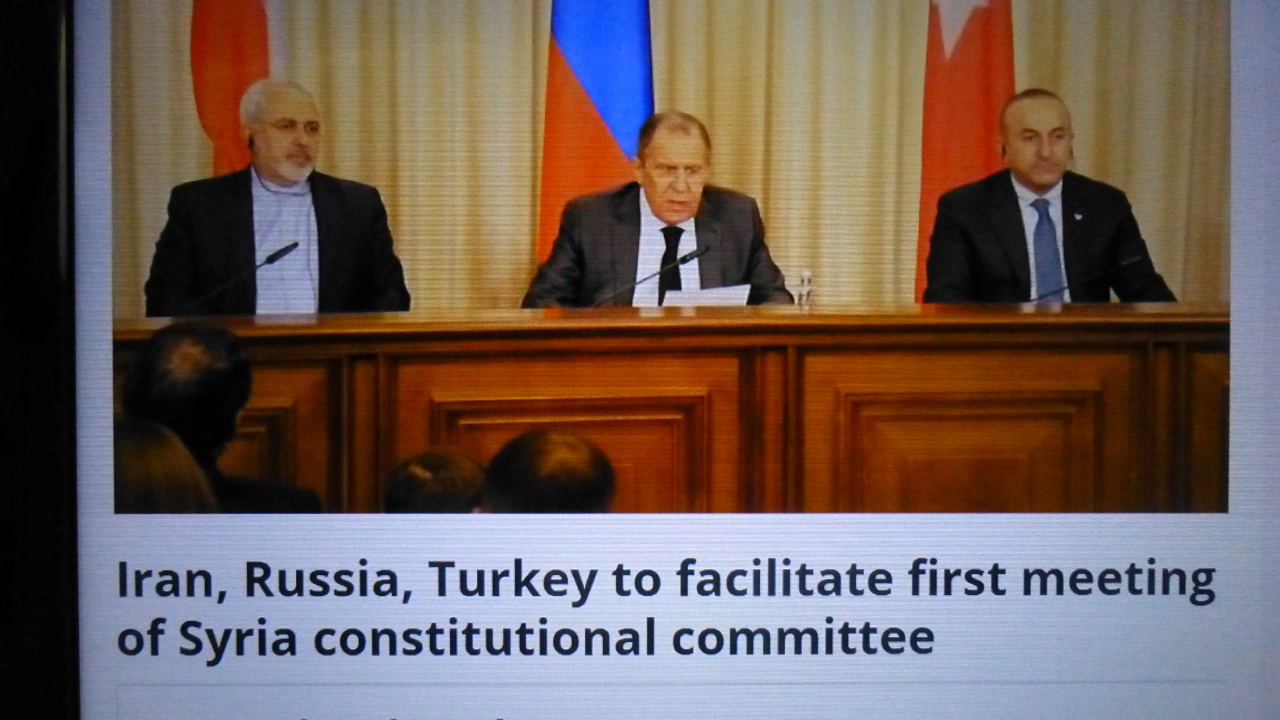 Iran, Russia, Turkey to facilitate first meeting
of Syria constitutional committee